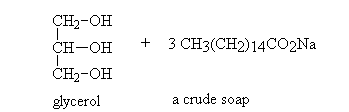 CH2-OH
CH-OH + 3 CH3(CH2)14CO2Na
CH2-OH
glycerol a crude soap